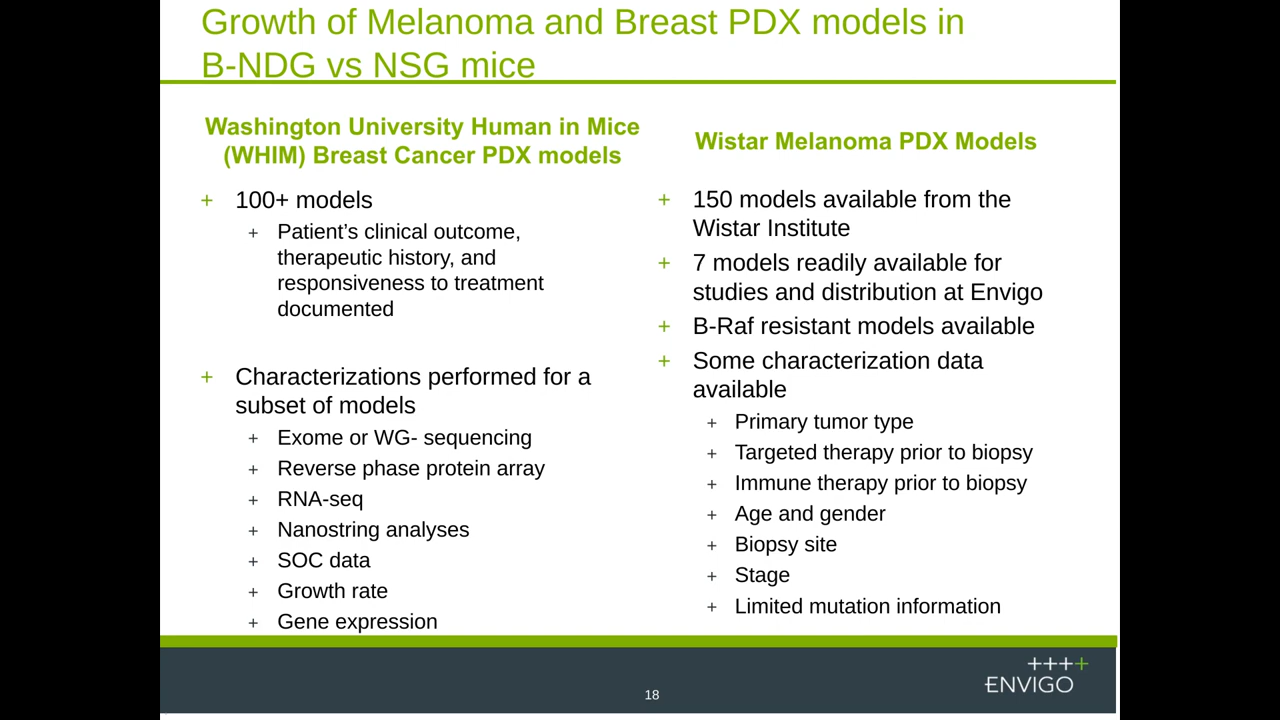 Growth of Melanoma and Breast PDX models in
B-NDG vs NSG mice
Washington University Human in Mice
(WHIM) Breast Cancer PDX models
+ 100+ models
+ Patient’s clinical outcome,
therapeutic history, and
responsiveness to treatment
documented
+ Characterizations performed for a
subset of models
+ Exome or WG- sequencing
+ Reverse phase protein array
+ RNA-seq
+ Nanostring analyses
+ SOC data
+ Growth rate
+ Gene expression
Wistar Melanoma PDX Models
+ 150 models available from the
Wistar Institute
+ 7 models readily available for
studies and distribution at Envigo
+ B-Raf resistant models available
+ Some characterization data
available
+ Primary tumor type
+ Targeted therapy prior to biopsy
+ Immune therapy prior to biopsy
+ Age and gender
+ Biopsy site
+ Stage
+ Limited mutation information
18
++++
ENVIGO